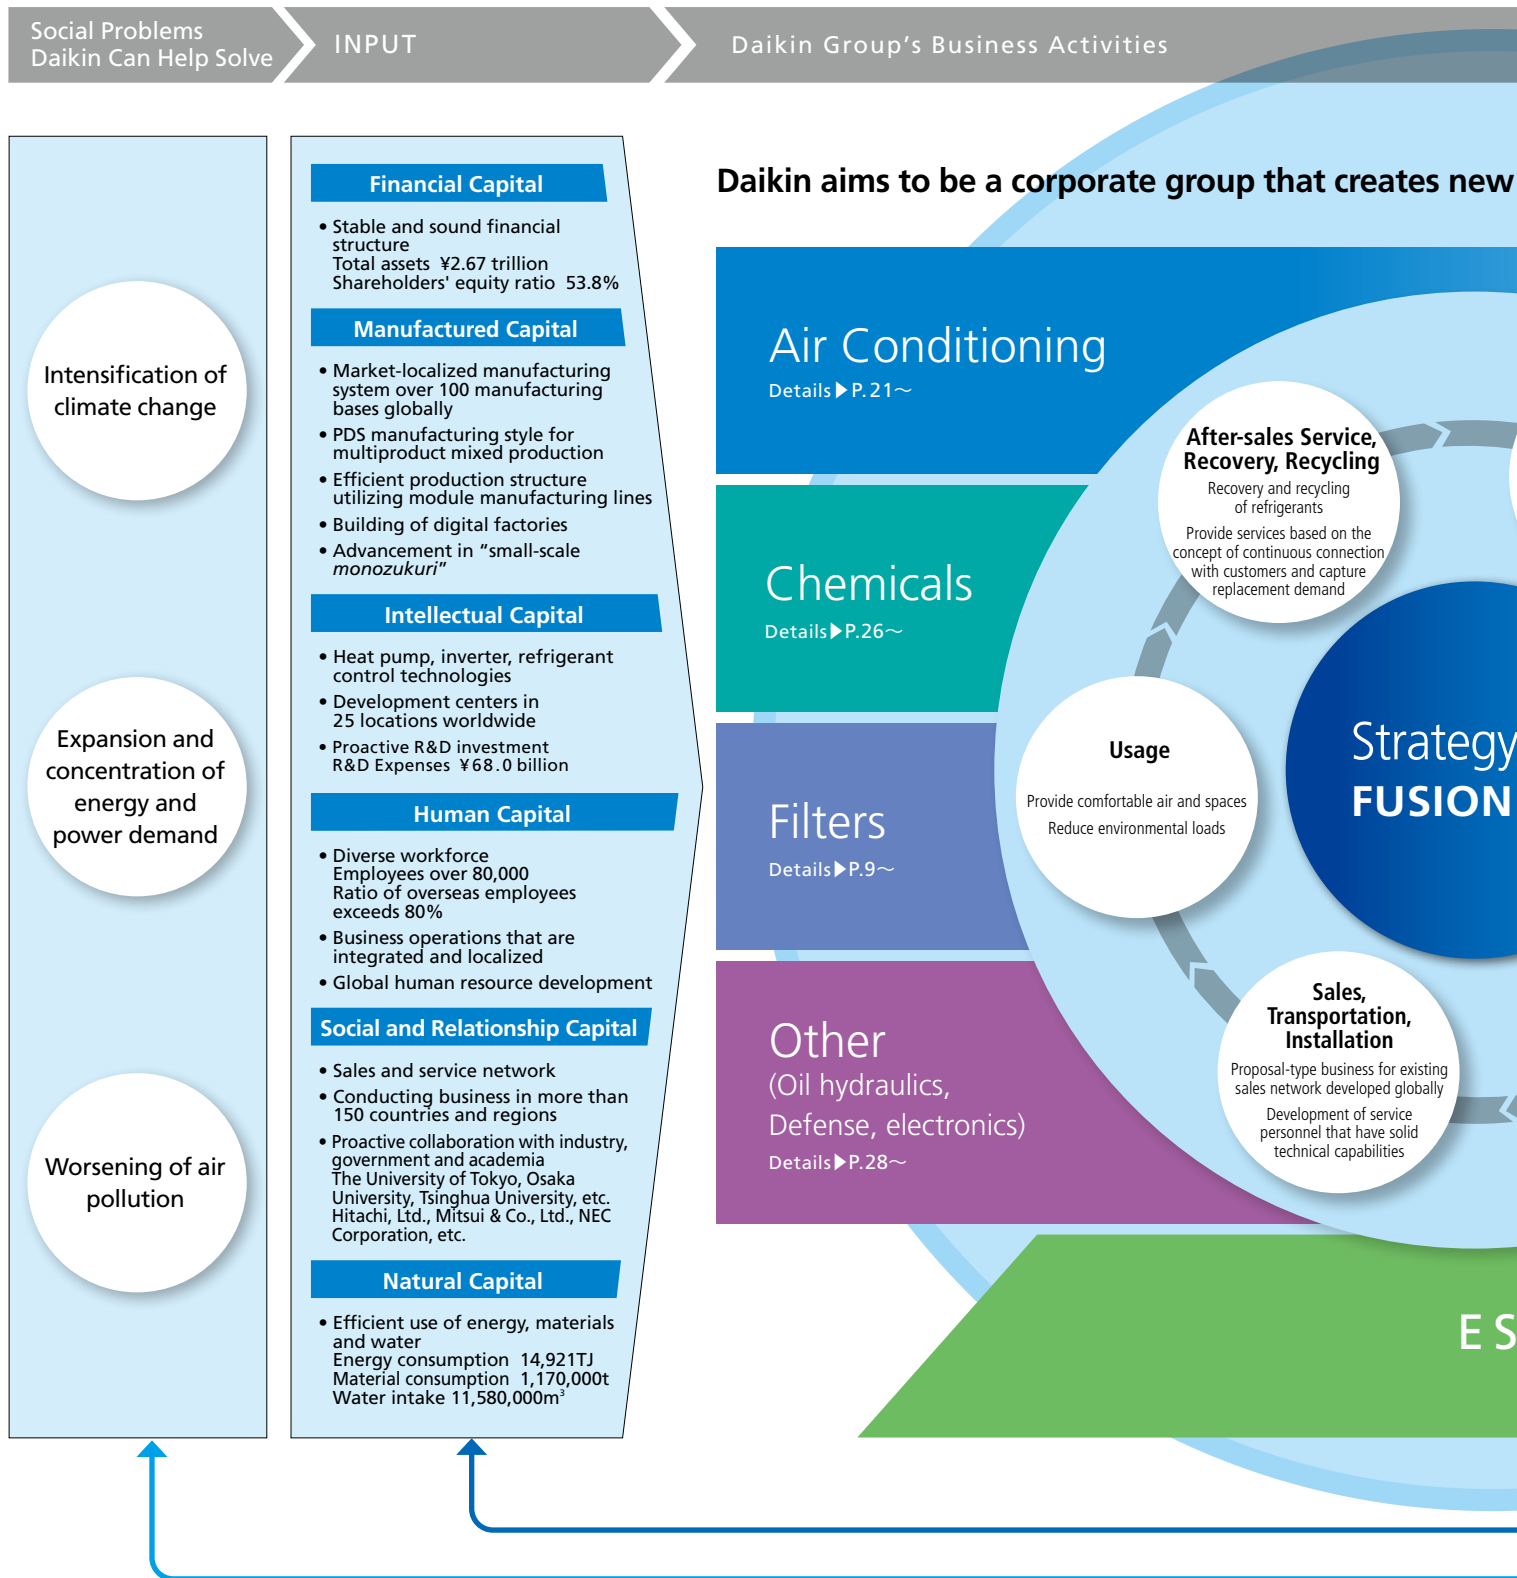 Social Problems
Daikin Can Help Solve
INPUT
Daikin Group's Business Activities
Intensification of
climate change
Expansion and
concentration of
energy and
power demand
Worsening of air
pollution
Financial Capital
• Stable and sound financial
structure
Total assets ¥2.67 trillion
Shareholders' equity ratio 53.8%
Manufactured Capital
• Market-localized manufacturing
system over 100 manufacturing
bases globally
• PDS manufacturing style for
multiproduct mixed production
• Efficient production structure
utilizing module manufacturing lines
• Building of digital factories
• Advancement in “small-scale
monozukuri”
Intellectual Capital
• Heat pump, inverter, refrigerant
control technologies
• Development centers in
25 locations worldwide
• Proactive R&D investment
R&D Expenses ¥68.0 billion
Human Capital
• Diverse workforce
Employees over 80,000
Ratio of overseas employees
exceeds 80%
• Business operations that are
integrated and localized
• Global human resource development
Social and Relationship Capital
• Sales and service network
• Conducting business in more than
150 countries and regions
• Proactive collaboration with industry,
government and academia
The University of Tokyo, Osaka
University, Tsinghua University, etc.
Hitachi, Ltd., Mitsui & Co., Ltd., NEC
Corporation, etc.
Natural Capital
• Efficient use of energy, materials
and water
Energy consumption 14,921TJ
Material consumption 1,170,000t
Water intake 11,580,000m³
Daikin aims to be a corporate group that creates new
Air Conditioning
Details▶P.21～
Chemicals
Details▶P.26～
Filters
Details▶P.9～
Other
(Oil hydraulics,
Defense, electronics)
Details▶P.28～
After-sales Service,
Recovery, Recycling
Recovery and recycling
of refrigerants
Provide services based on the
concept of continuous connection
with customers and capture
replacement demand
Usage
Provide comfortable air and spaces
Reduce environmental loads
Sales,
Transportation,
Installation
Proposal-type business for existing
sales network developed globally
Development of service
personnel that have solid
technical capabilities
Strategy
FUSION
E S